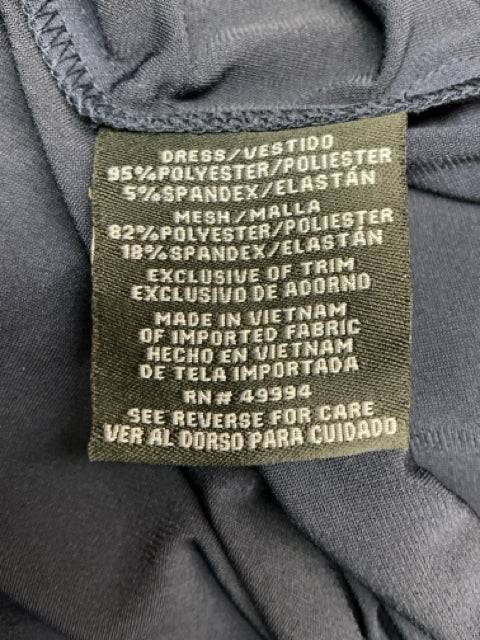 DRESS/VESTIDO
95%POLYESTER/POLIESTER
5%SPANDEX/ELASTÁN
MESH/MALLA
82%POLYESTER/POLIESTER
18%SPANDEX/ELASTÁN
EXCLUSIVE OF TRIM
EXCLUSIVO DE ADORNO
MADE IN VIETNAM
OF IMPORTED FABRIC
HECHO EN VIETNAM
DE TELA IMPORTADA
RN# 49994
SEE REVERSE FOR CARE
VER AL DORSO PARA CUIDADO